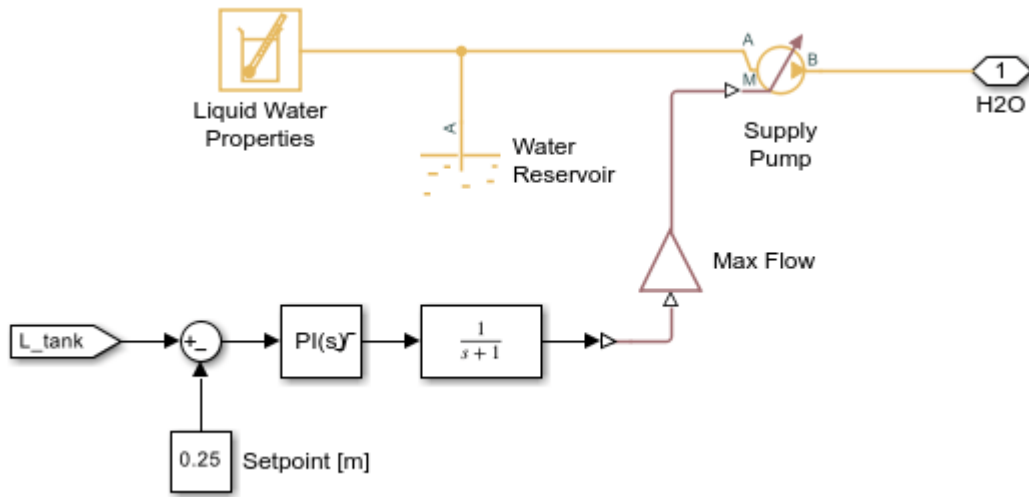 A
M
B
1
H2O
Liquid Water
Properties
A
Water
Reservoir
Supply
Pump
Max Flow
L_tank
+
−
PI(s)
1
s + 1
0.25
Setpoint [m]